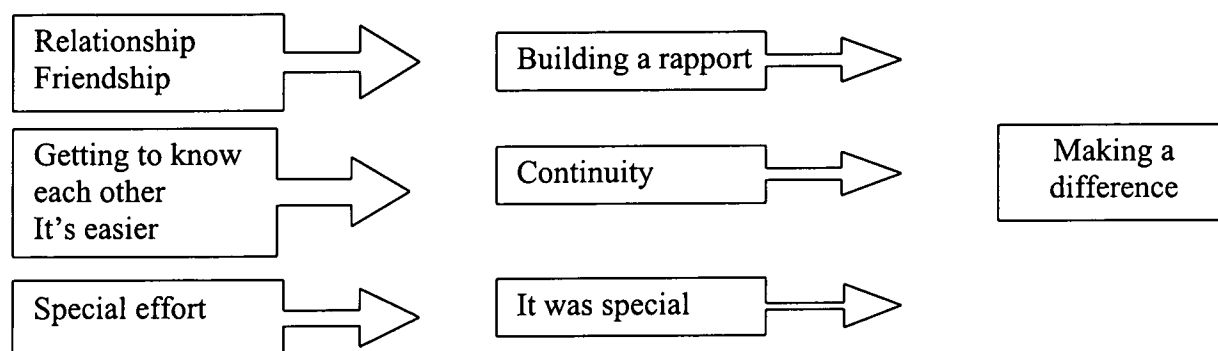 Relationship
Friendship
Building a rapport
Getting to know
each other
It's easier
Continuity
Making a
difference
Special effort
It was special